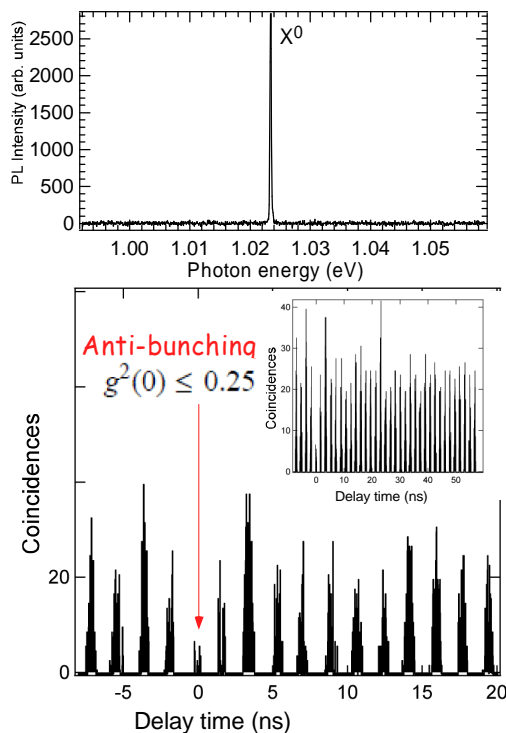 2500
2000
1500
1000
500
0
PL Intensity (arb. units)
X⁰
1.00 1.01 1.02 1.03 1.04 1.05
Photon energy (eV)
Anti-bunching
g²(0) ≤ 0.25
40
30
20
10
0
Coincidences
0 10 20 30 40 50
Delay time (ns)
Coincidences
20
0
-5 0 5 10 15 20
Delay time (ns)